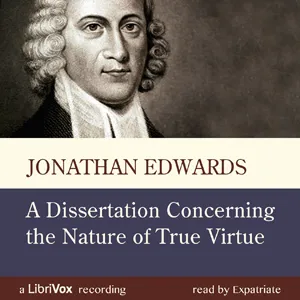 JONATHAN EDWARDS
A Dissertation Concerning
the Nature of True Virtue
a LibriVox recording
read by Expatriate